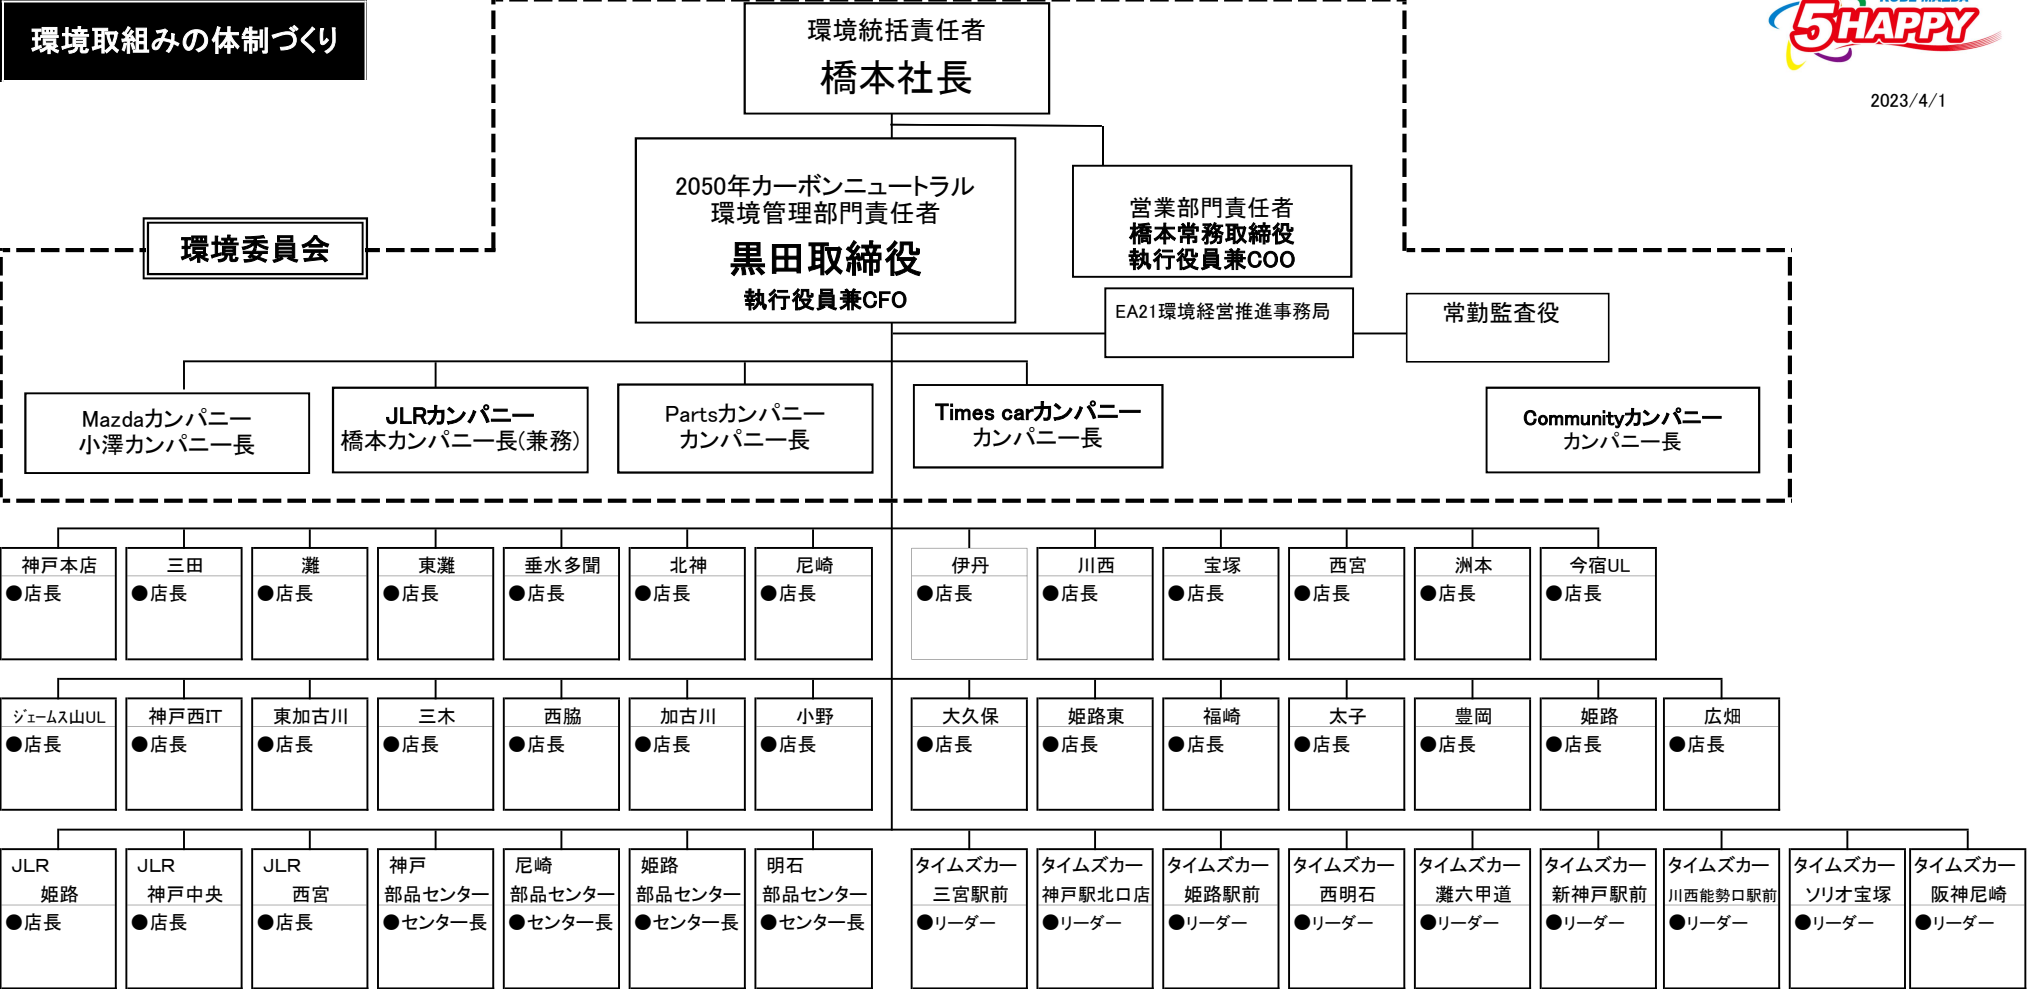 環境取組みの体制づくり
環境統括責任者
橋本社長
5HAPPY
2023/4/1
2050年カーボンニュートラル
環境管理部門責任者
黒田取締役
執行役員兼CFO
営業部門責任者
橋本常務取締役
執行役員兼COO
環境委員会
EA21環境経営推進事務局
常勤監査役
Mazdaカンパニー
小澤カンパニー長
JLRカンパニー
橋本カンパニー長(兼務)
Partsカンパニー
カンパニー長
Times carカンパニー
カンパニー長
Communityカンパニー
カンパニー長
神戸本店
●店長
三田
●店長
灘
●店長
東灘
●店長
垂水多聞
●店長
北神
●店長
尼崎
●店長
伊丹
●店長
川西
●店長
宝塚
●店長
西宮
●店長
洲本
●店長
今宿UL
●店長
ジェームス山UL
●店長
神戸西IT
●店長
東加古川
●店長
三木
●店長
西脇
●店長
加古川
●店長
小野
●店長
大久保
●店長
姫路東
●店長
福崎
●店長
太子
●店長
豊岡
●店長
姫路
●店長
広畑
●店長
JLR
姫路
●店長
JLR
神戸中央
●店長
JLR
西宮
●店長
神戸
部品センター
●センター長
尼崎
部品センター
●センター長
姫路
部品センター
●センター長
明石
部品センター
●センター長
タイムズカー
三宮駅前
●リーダー
タイムズカー
神戸駅北口店
●リーダー
タイムズカー
姫路駅前
●リーダー
タイムズカー
西明石
●リーダー
タイムズカー
灘六甲道
●リーダー
タイムズカー
新神戸駅前
●リーダー
タイムズカー
川西能勢口駅前
●リーダー
タイムズカー
ソリオ宝塚
●リーダー
タイムズカー
阪神尼崎
●リーダー